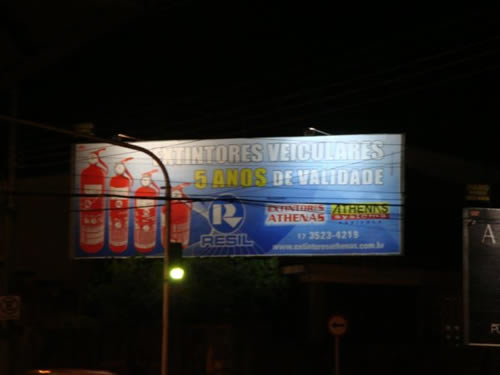 EXTINTORES VEICULARES
5 ANOS DE VALIDADE
R
RESIL
EXTINTORES
ATHENAS
ATHENAS
17 3523-4219
www.extintoresathenas.com.br
A